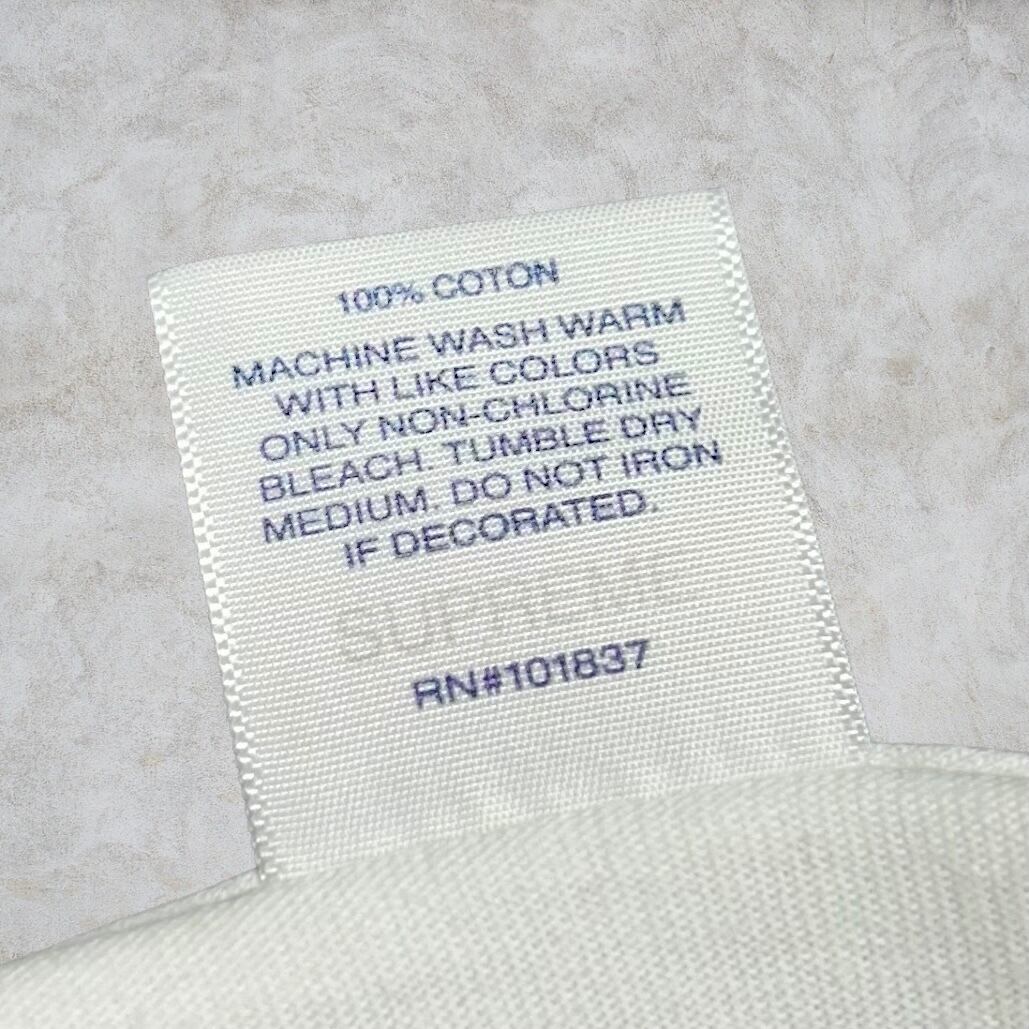 100% COTON
MACHINE WASH WARM
WITH LIKE COLORS
ONLY NON-CHLORINE
BLEACH. TUMBLE DRY
MEDIUM. DO NOT IRON
IF DECORATED.
SUPREME
RN#101837